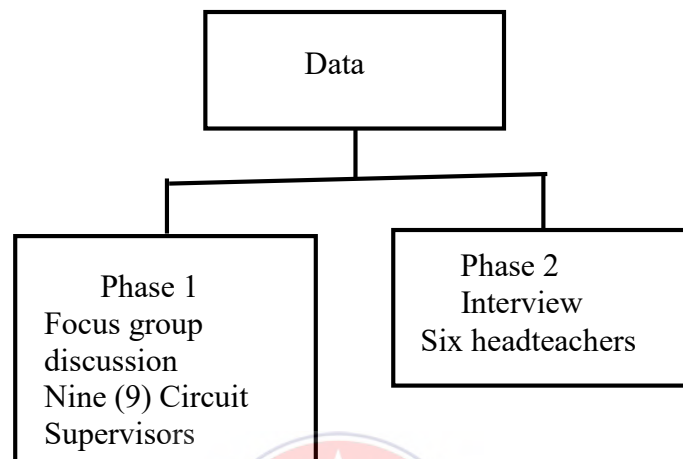 Data
Phase 1
Focus group
discussion
Nine (9) Circuit
Supervisors
Phase 2
Interview
Six headteachers